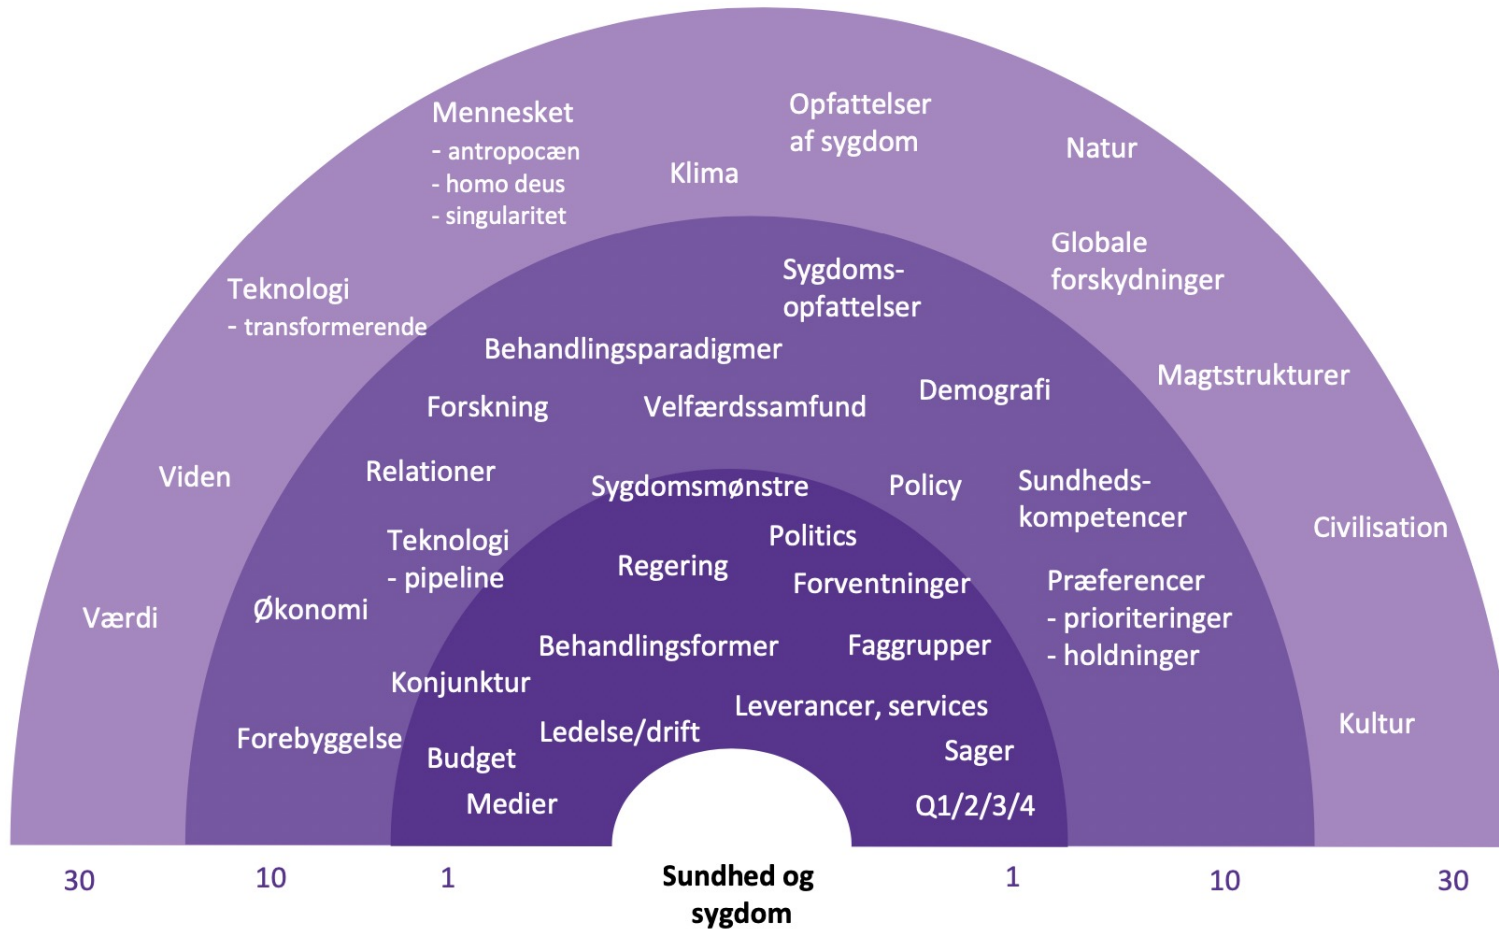 Mennesket
- antropocæn
- homo deus
- singularitet
Klima
Opfattelser
af sygdom
Natur
Globale
forskydninger
Teknologi
- transformerende
Magtstrukturer
Viden
Civilisation
Værdi
Kultur
Sygdoms-
opfattelser
Behandlingsparadigmer
Demografi
Forskning
Velfærdssamfund
Relationer
Policy
Sundheds-
kompetencer
Teknologi
- pipeline
Præferencer
- prioriteringer
- holdninger
Økonomi
Forebyggelse
Sygdomsmønstre
Politics
Regering
Forventninger
Behandlingsformer
Faggrupper
Konjunktur
Leverancer, services
Ledelse/drift
Budget
Sager
Medier
Q1/2/3/4
30
10
1
Sundhed og
sygdom
1
10
30